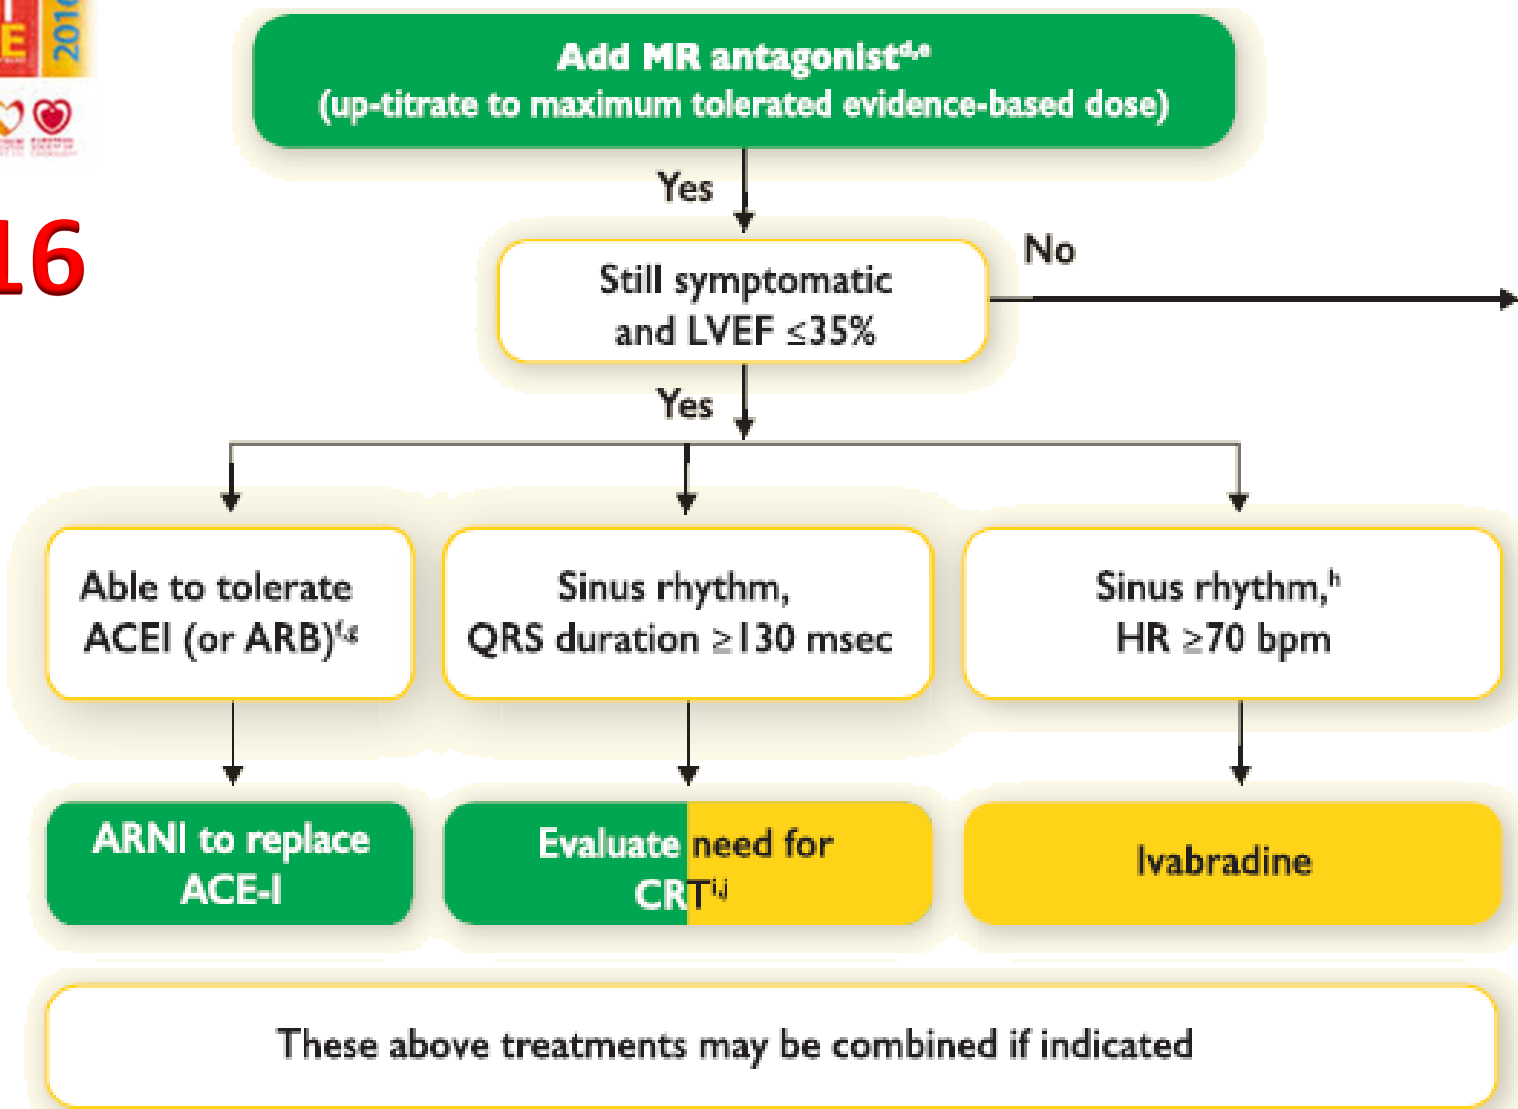 E
2016
16
Add MR antagonist^d,e
(up-titrate to maximum tolerated evidence-based dose)
Yes
Still symptomatic
and LVEF ≤35%
No
Yes
Able to tolerate
ACEI (or ARB)^f,g
Sinus rhythm,
QRS duration ≥130 msec
Sinus rhythm,^h
HR ≥70 bpm
ARNI to replace
ACE-I
Evaluate need for
CRT^i,j
Ivabradine
These above treatments may be combined if indicated